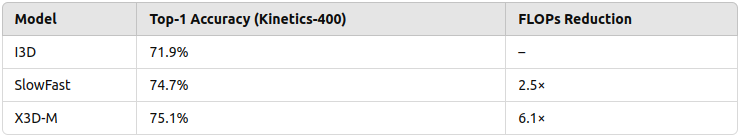 Model Top-1 Accuracy (Kinetics-400) FLOPs Reduction
I3D 71.9% –
SlowFast 74.7% 2.5×
X3D-M 75.1% 6.1×